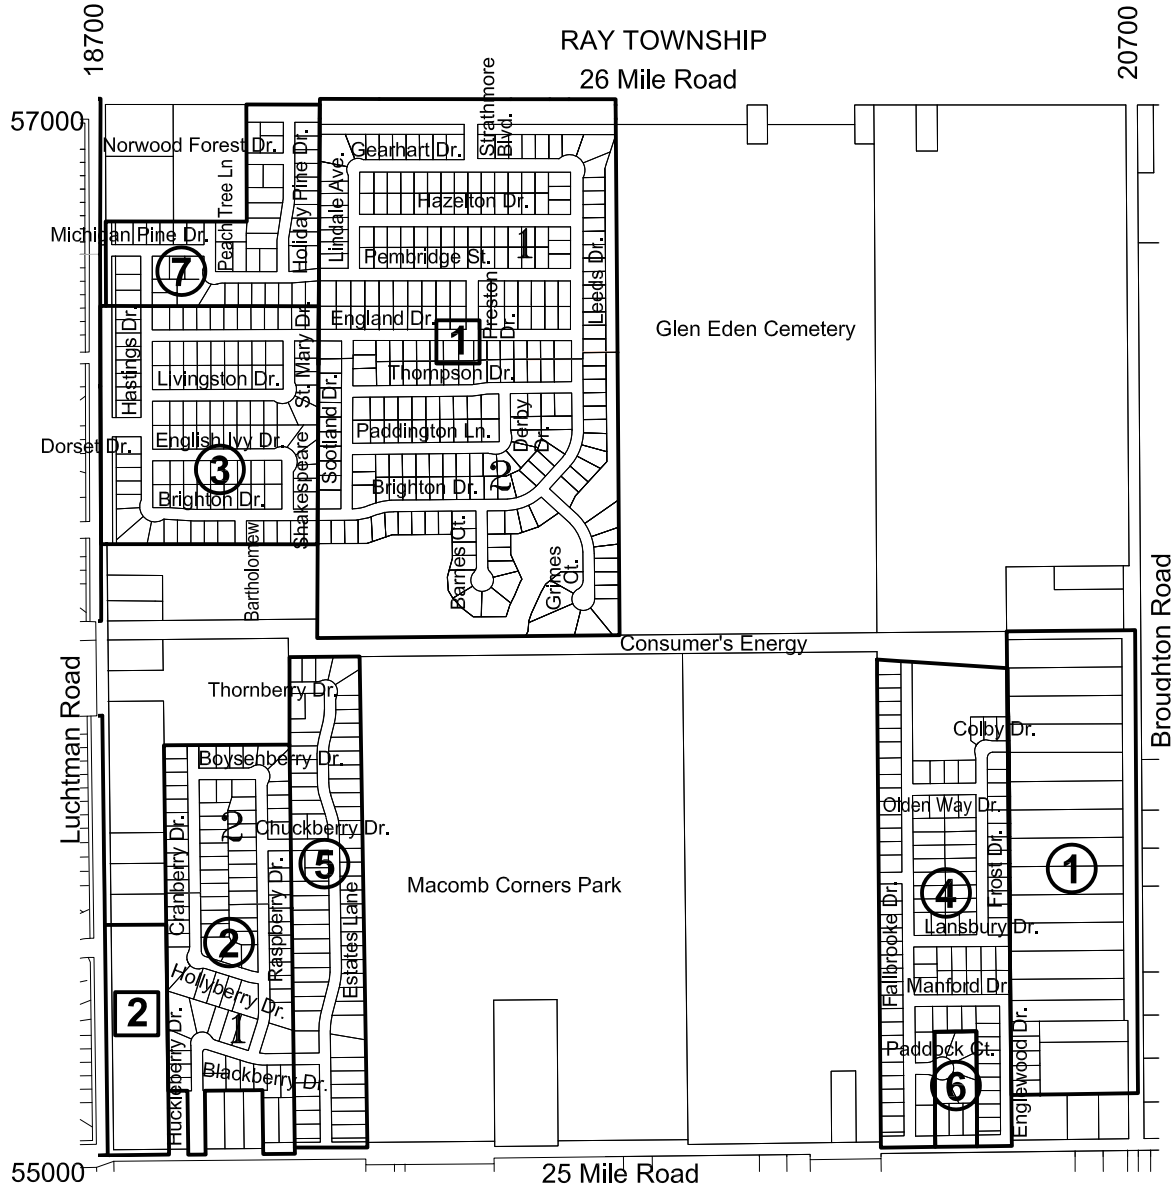 18700
RAY TOWNSHIP
20700
26 Mile Road
57000
Norwood Forest Dr.
Peach Tree Ln
Holiday Pine Dr.
Lindale Ave.
Gearhart Dr.
Strathmore
Blvd.
Hazelton Dr.
Michigan Pine Dr.
7
Pembridge St.
1
Leeds Dr.
Preston
Dr.
Glen Eden Cemetery
England Dr.
1
Hastings Dr.
St. Mary Dr.
Livingston Dr.
Thompson Dr.
Scotland Dr.
Derby
Dr.
Paddington Ln.
Dorset Dr.
English Ivy Dr.
3
Brighton Dr.
Shakespeare
Brighton Dr.
2
Bartholomew
Barnes Ct.
Grimes
Ct.
Consumer's Energy
Luchtman Road
Broughton Road
Thornberry Dr.
Colby Dr.
Boysenberry Dr.
2
Chuckberry Dr.
Olden Way Dr.
Cranberry Dr.
5
Frost Dr.
1
Macomb Corners Park
4
Fallbrooke Dr.
Raspberry Dr.
Estates Lane
2
Lansbury Dr.
Hollyberry Dr.
Manford Dr.
2
1
Huckleberry Dr.
Englewood Dr.
Paddock Ct.
Blackberry Dr.
6
55000
25 Mile Road